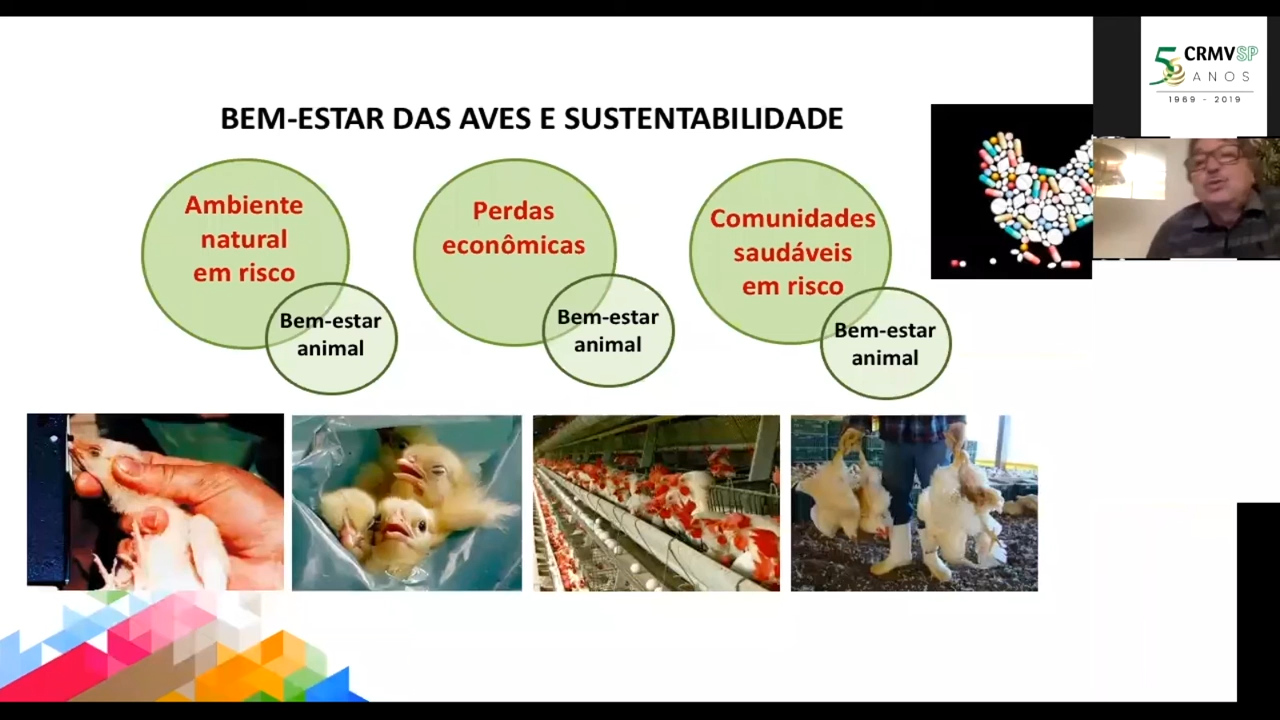 5 CRMVSP
ANOS
1969 - 2019
BEM-ESTAR DAS AVES E SUSTENTABILIDADE
Ambiente
natural
em risco
Bem-estar
animal
Perdas
econômicas
Bem-estar
animal
Comunidades
saudáveis
em risco
Bem-estar
animal